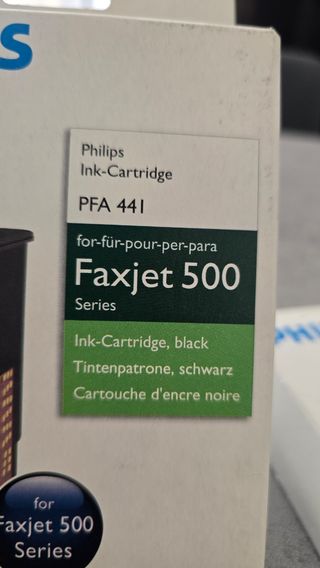 s
Philips
Ink-Cartridge
PFA 441
for-für-pour-per-para
Faxjet 500
Series
Ink-Cartridge, black
Tintenpatrone, schwarz
Cartouche d'encre noire
for
Faxjet 500
Series
PHI